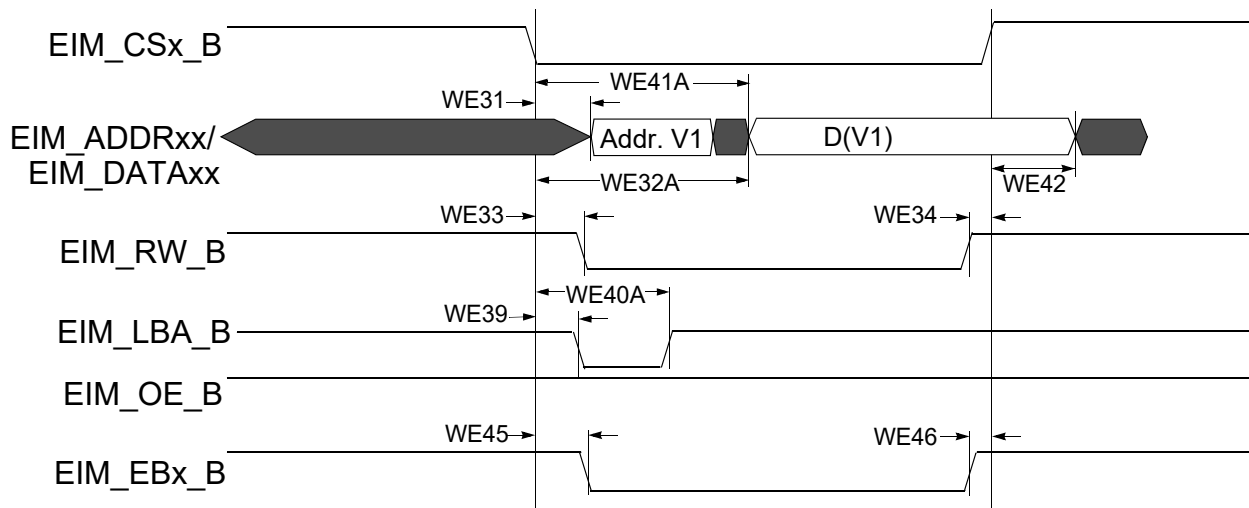 EIM_CSx_B
WE41A
WE31
EIM_ADDRxx/
EIM_DATAxx
Addr. V1
D(V1)
WE32A
WE42
WE33
WE34
EIM_RW_B
WE40A
WE39
EIM_LBA_B
EIM_OE_B
WE45
WE46
EIM_EBx_B